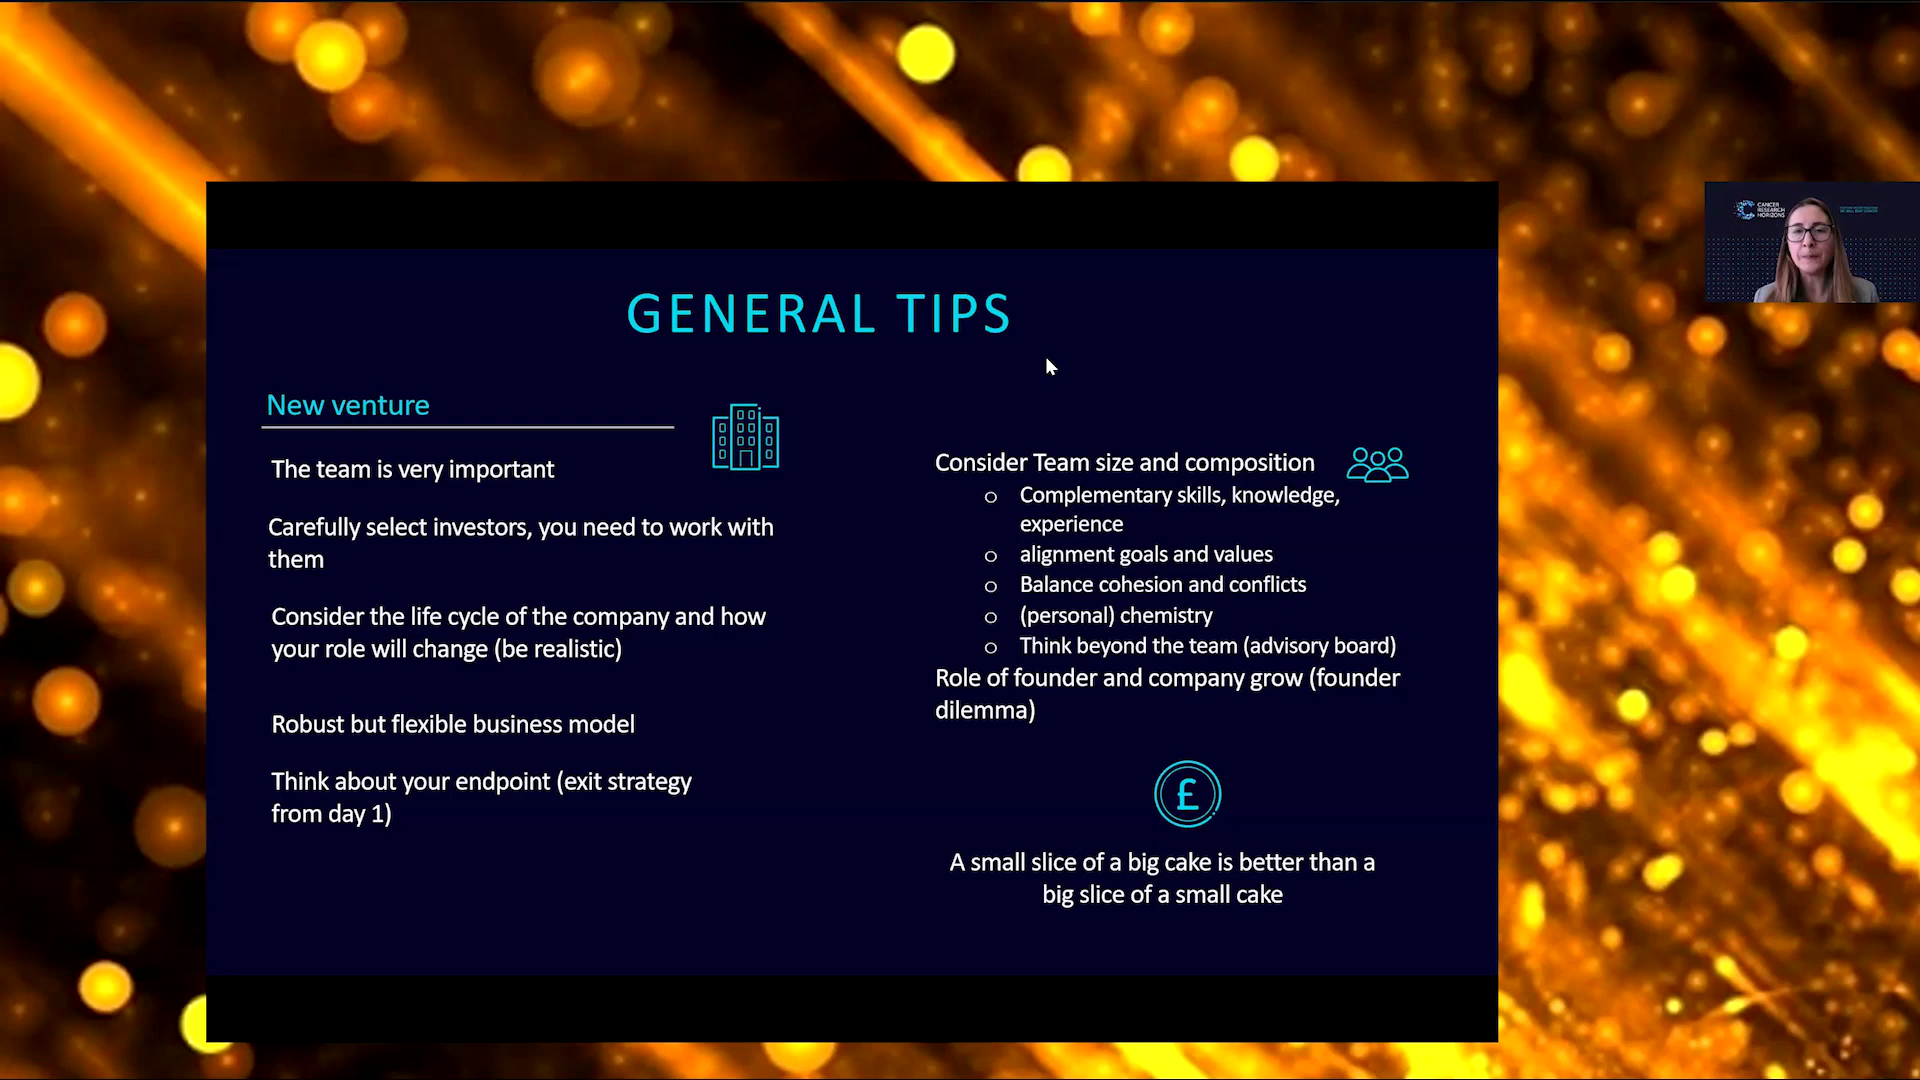 GENERAL TIPS
New venture
The team is very important
Carefully select investors, you need to work with
them
Consider the life cycle of the company and how
your role will change (be realistic)
Robust but flexible business model
Think about your endpoint (exit strategy
from day 1)
Consider Team size and composition
o Complementary skills, knowledge,
experience
o alignment goals and values
o Balance cohesion and conflicts
o (personal) chemistry
o Think beyond the team (advisory board)
Role of founder and company grow (founder
dilemma)
£
A small slice of a big cake is better than a
big slice of a small cake
CANCER
RESEARCH
HORIZONS